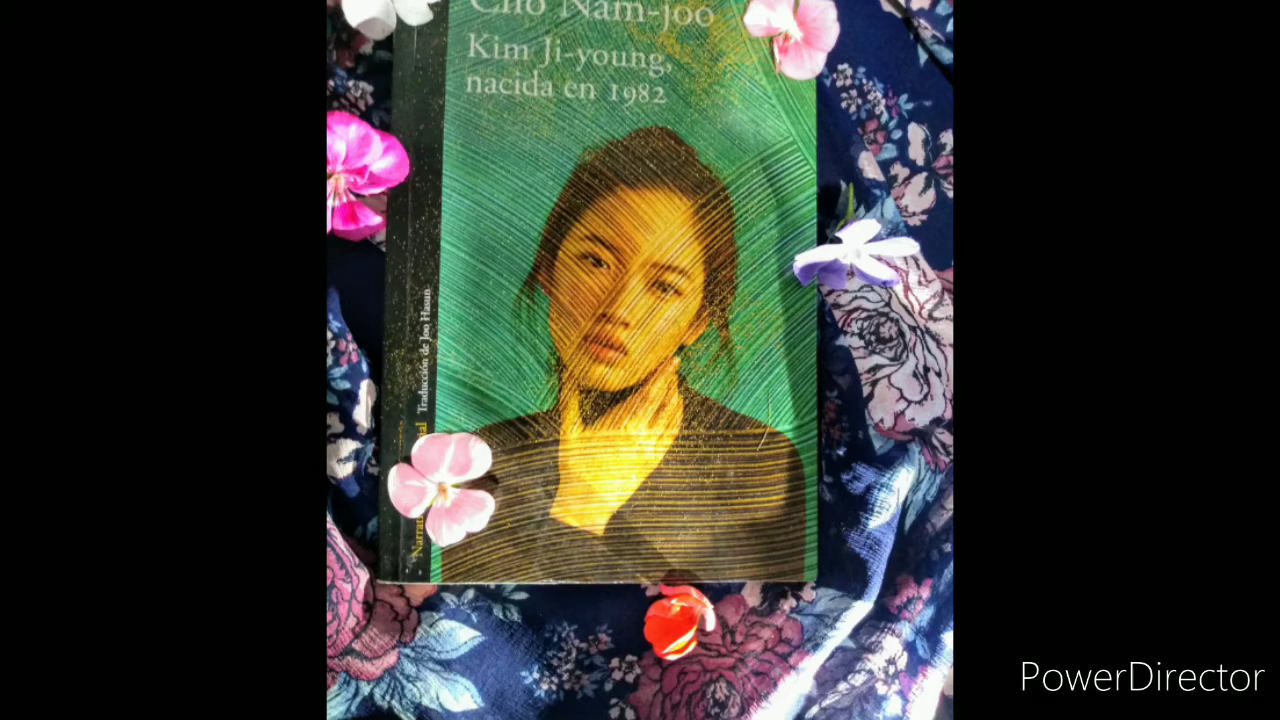 Cho Nam-joo
Kim Ji-young,
nacida en 1982
Traducción de Joo Hasun
PowerDirector